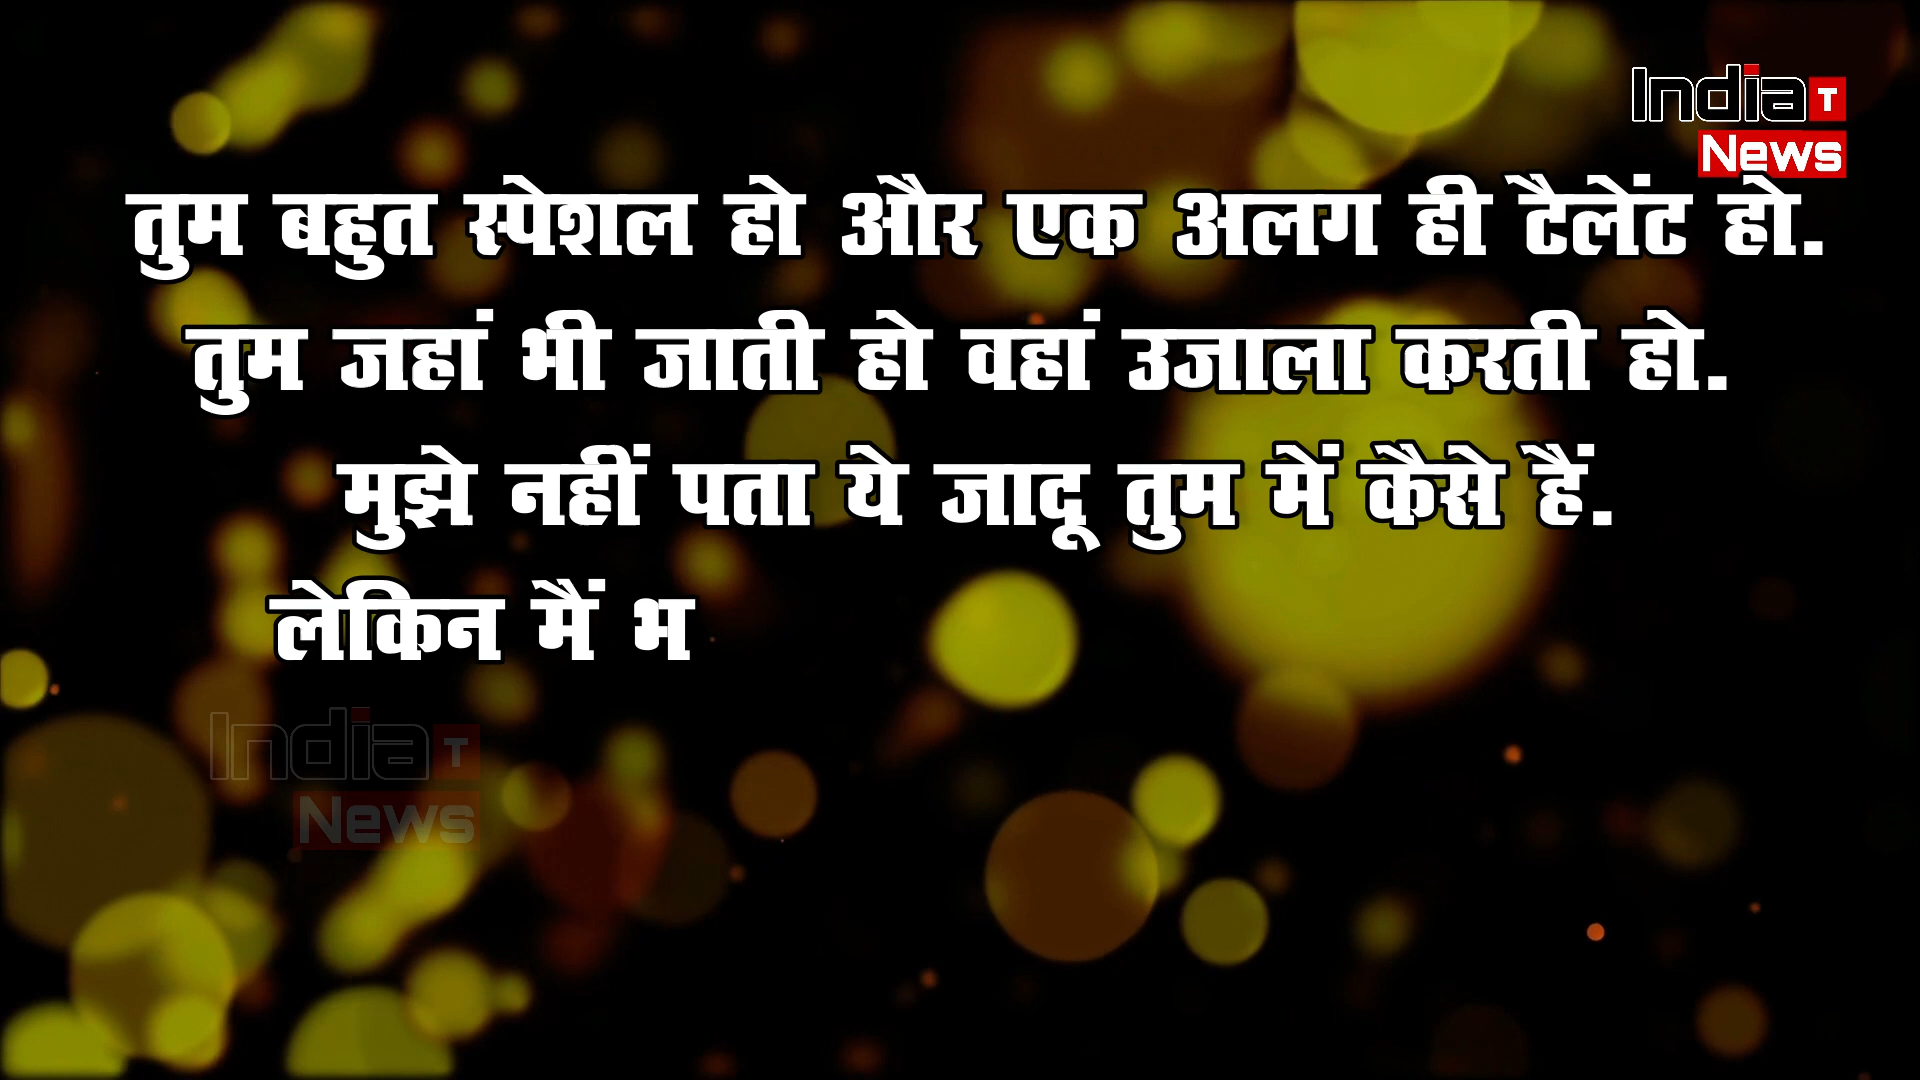 India T
News
तुम बहुत स्पेशल हो और एक अलग ही टैलेंट हो.
तुम जहां भी जाती हो वहां उजाला करती हो.
मुझे नहीं पता ये जादू तुम में कैसे हैं.
लेकिन मैं भ
India T
News